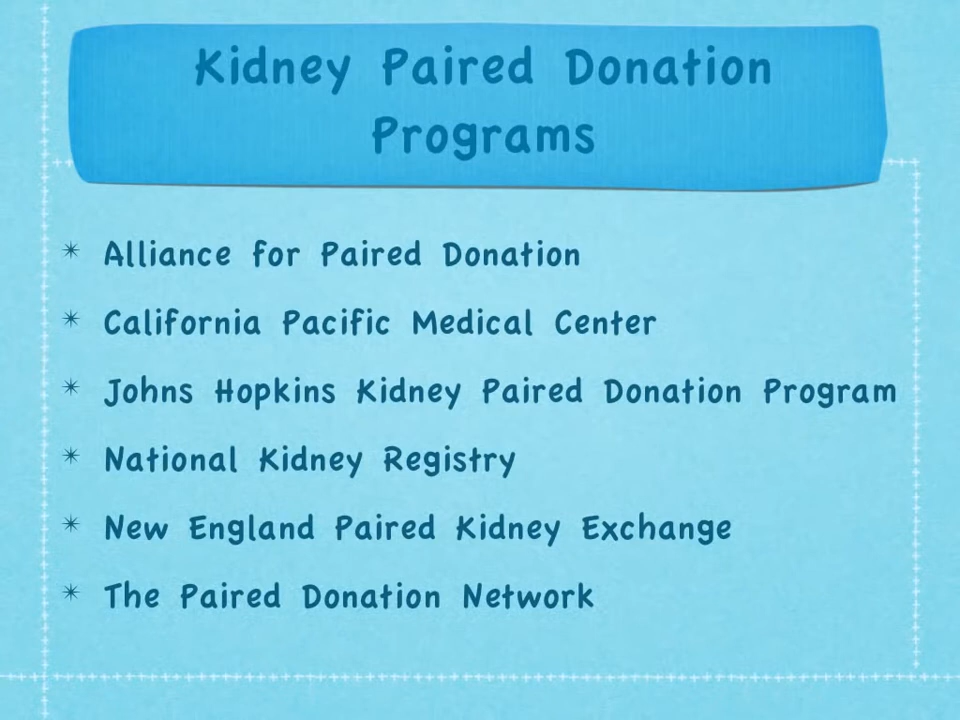 Kidney Paired Donation
Programs
Alliance for Paired Donation
California Pacific Medical Center
Johns Hopkins Kidney Paired Donation Program
National Kidney Registry
New England Paired Kidney Exchange
The Paired Donation Network